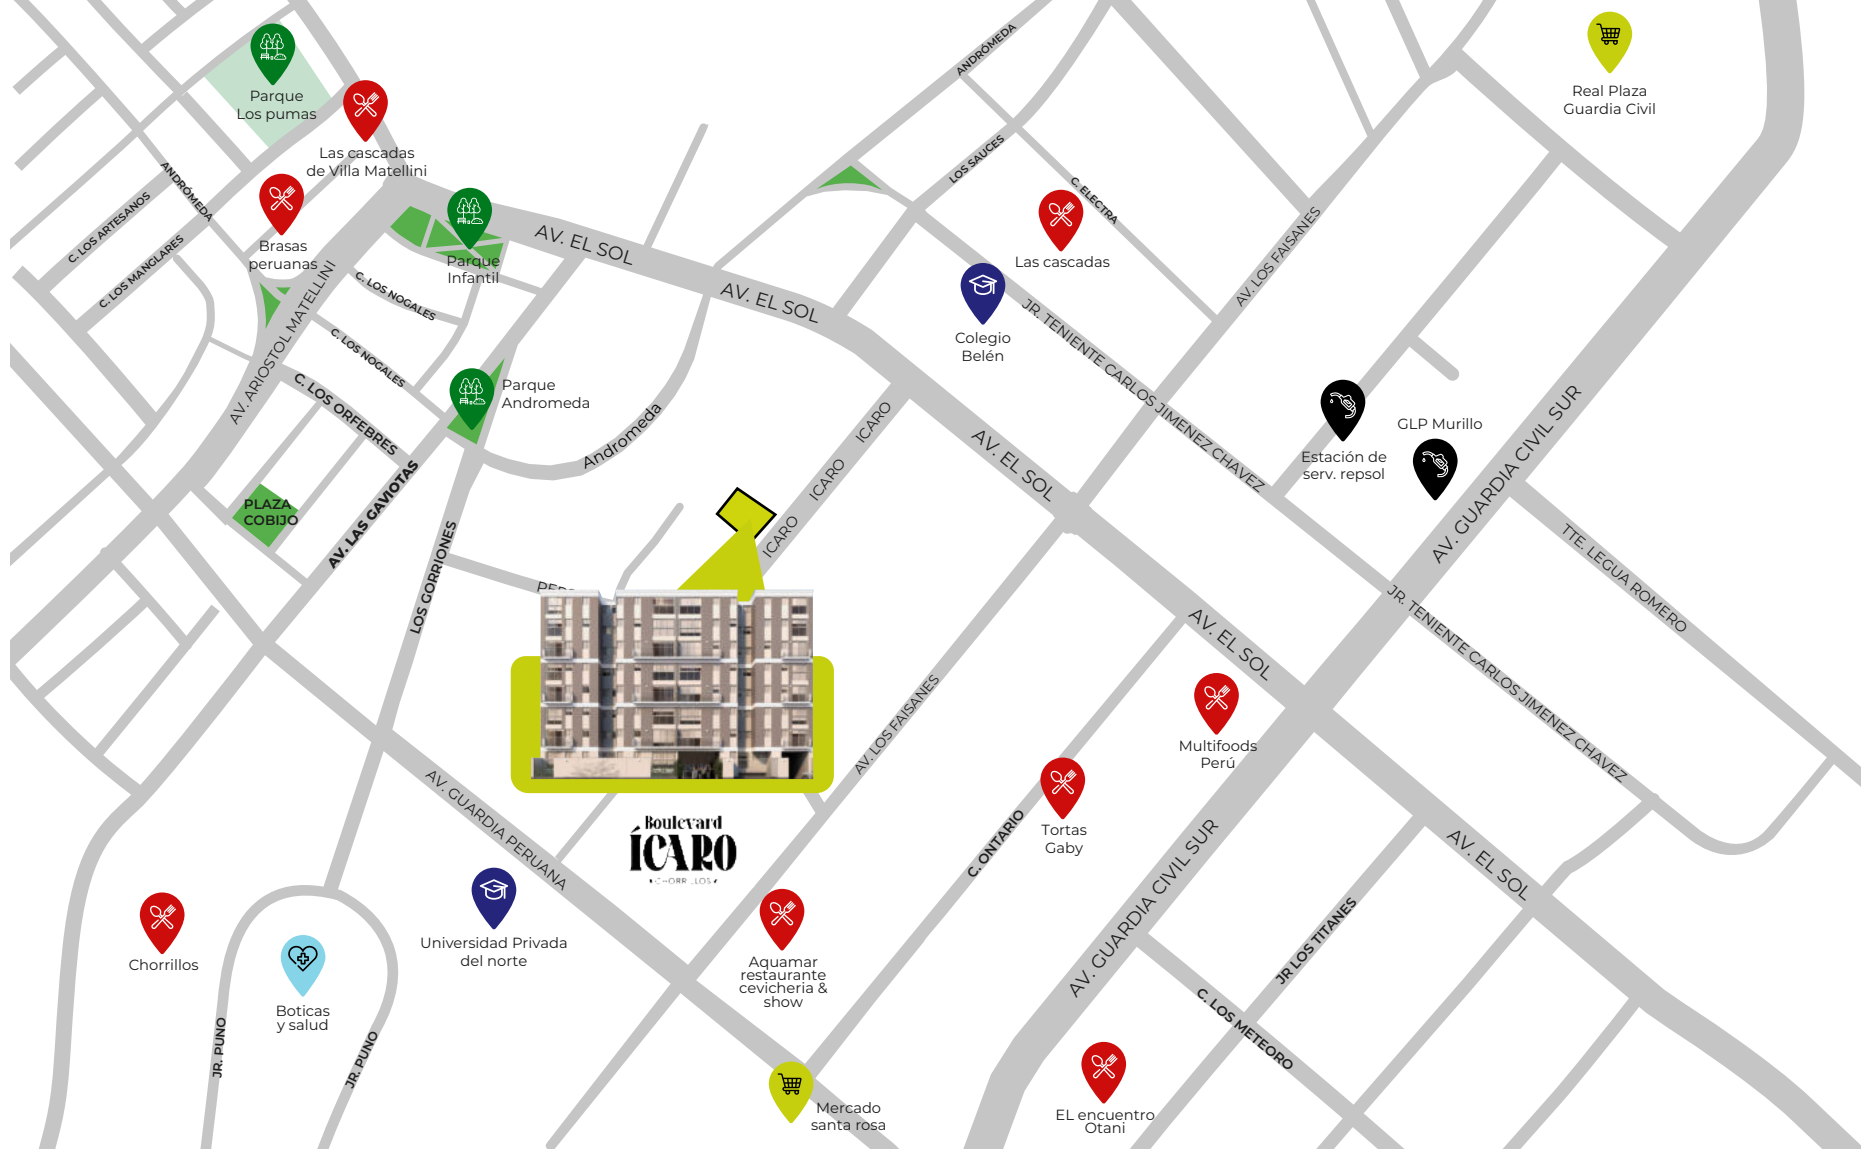 Parque
Los pumas
Las cascadas
de Villa Matellini
ANDRÓMEDA
C. LOS ARTESANOS
C. LOS MANGLARES
Brasas
peruanas
Parque
Infantil
AV. EL SOL
AV. EL SOL
ANDRÓMEDA
LOS SAUCES
C. ELECTRA
Las cascadas
Colegio
Belén
AV. LOS FAISANES
Real Plaza
Guardia Civil
C. LOS NOGALES
C. LOS NOGALES
AV. ARIOSTOL MATELLINI
C. LOS ORFEBRES
Parque
Andromeda
Andromeda
PLAZA
COBIJO
AV. LAS GAVIOTAS
LOS GORRIONES
ICARO
ICARO
ICARO
AV. EL SOL
JR. TENIENTE CARLOS JIMENEZ CHAVEZ
Estación de
serv. repsol
GLP Murillo
AV. GUARDIA CIVIL SUR
TTE. LEGUA ROMERO
JR. TENIENTE CARLOS JIMENEZ CHAVEZ
AV. EL SOL
Multifoods
Perú
Tortas
Gaby
AV. LOS FAISANES
C. ONTARIO
AV. GUARDIA PERUANA
Boulevard
ÍCARO
Chorrillos
Boticas
y salud
JR. PUNO
JR. PUNO
Universidad Privada
del norte
Aquamar
restaurante
cevicheria &
show
AV. GUARDIA CIVIL SUR
AV. EL SOL
JR LOS TITANES
C. LOS METEORO
Mercado
santa rosa
EL encuentro
Otani